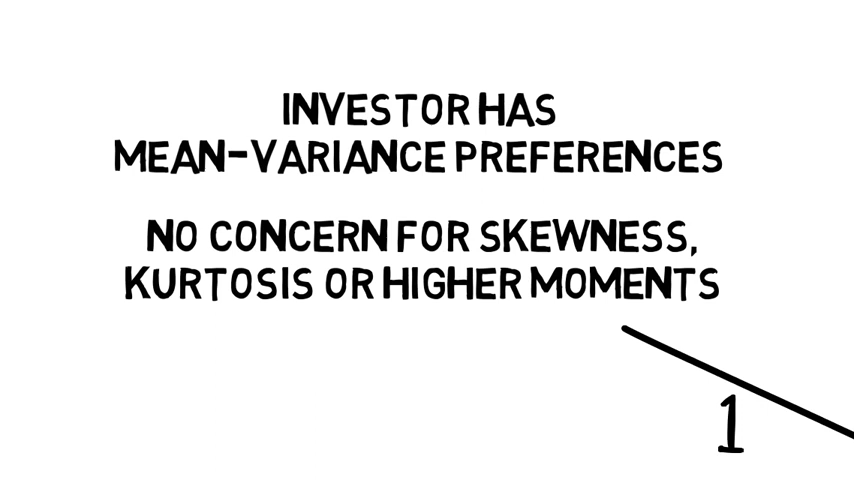 INVESTOR HAS
MEAN-VARIANCE PREFERENCES
NO CONCERN FOR SKEWNESS,
KURTOSIS OR HIGHER MOMENTS
1